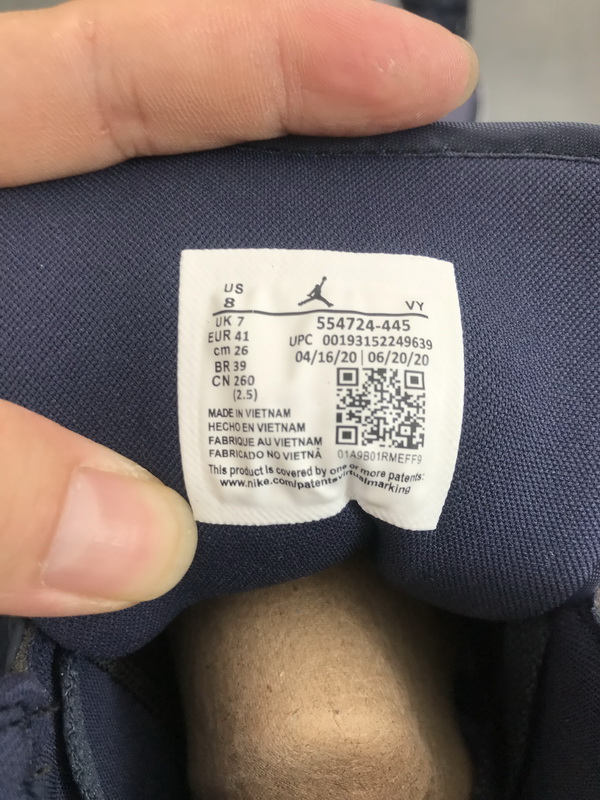 US
8
VY
UK 7
EUR 41
cm 26
BR 39
CN 260
(2.5)
554724-445
UPC 00193152249639
04/16/20 | 06/20/20
MADE IN VIETNAM
HECHO EN VIETNAM
FABRIQUE AU VIETNAM
FABRICADO NO VIETNÃ
01A9B01RMEFF9
This product is covered by one or more patents:
www.nike.com/patentsvirtualmarking